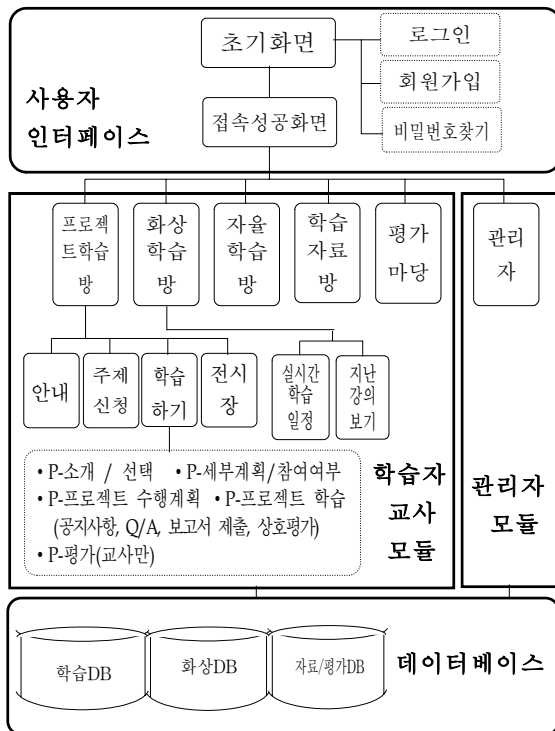 초기화면
로그인
회원가입
비밀번호찾기
사용자
인터페이스
접속성공화면
프로젝
트학습
방
화상
학습
방
자율
학습
방
학습
자료
방
평가
마당
관리
자
안내
주제
신청
학습
하기
전시
장
실시간
학습
일정
지난
강의
보기
• P-소개 / 선택 • P-세부계획/참여여부
• P-프로젝트 수행계획 • P-프로젝트 학습
(공지사항, Q/A, 보고서 제출, 상호평가)
• P-평가(교사만)
학습자
교사
모듈
관리자
모듈
학습DB
화상DB
자료/평가DB
데이터베이스